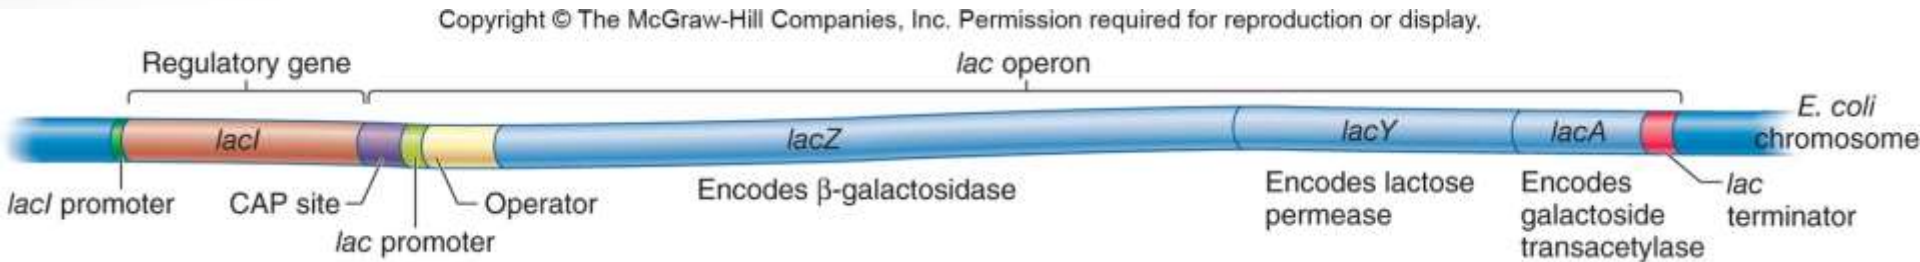 Copyright © The McGraw-Hill Companies, Inc. Permission required for reproduction or display.
Regulatory gene
lac operon
E. coli
chromosome
lacI
lacZ
lacY
lacA
lacI promoter
CAP site
lac promoter
Operator
Encodes β-galactosidase
Encodes lactose
permease
Encodes
galactoside
transacetylase
lac
terminator